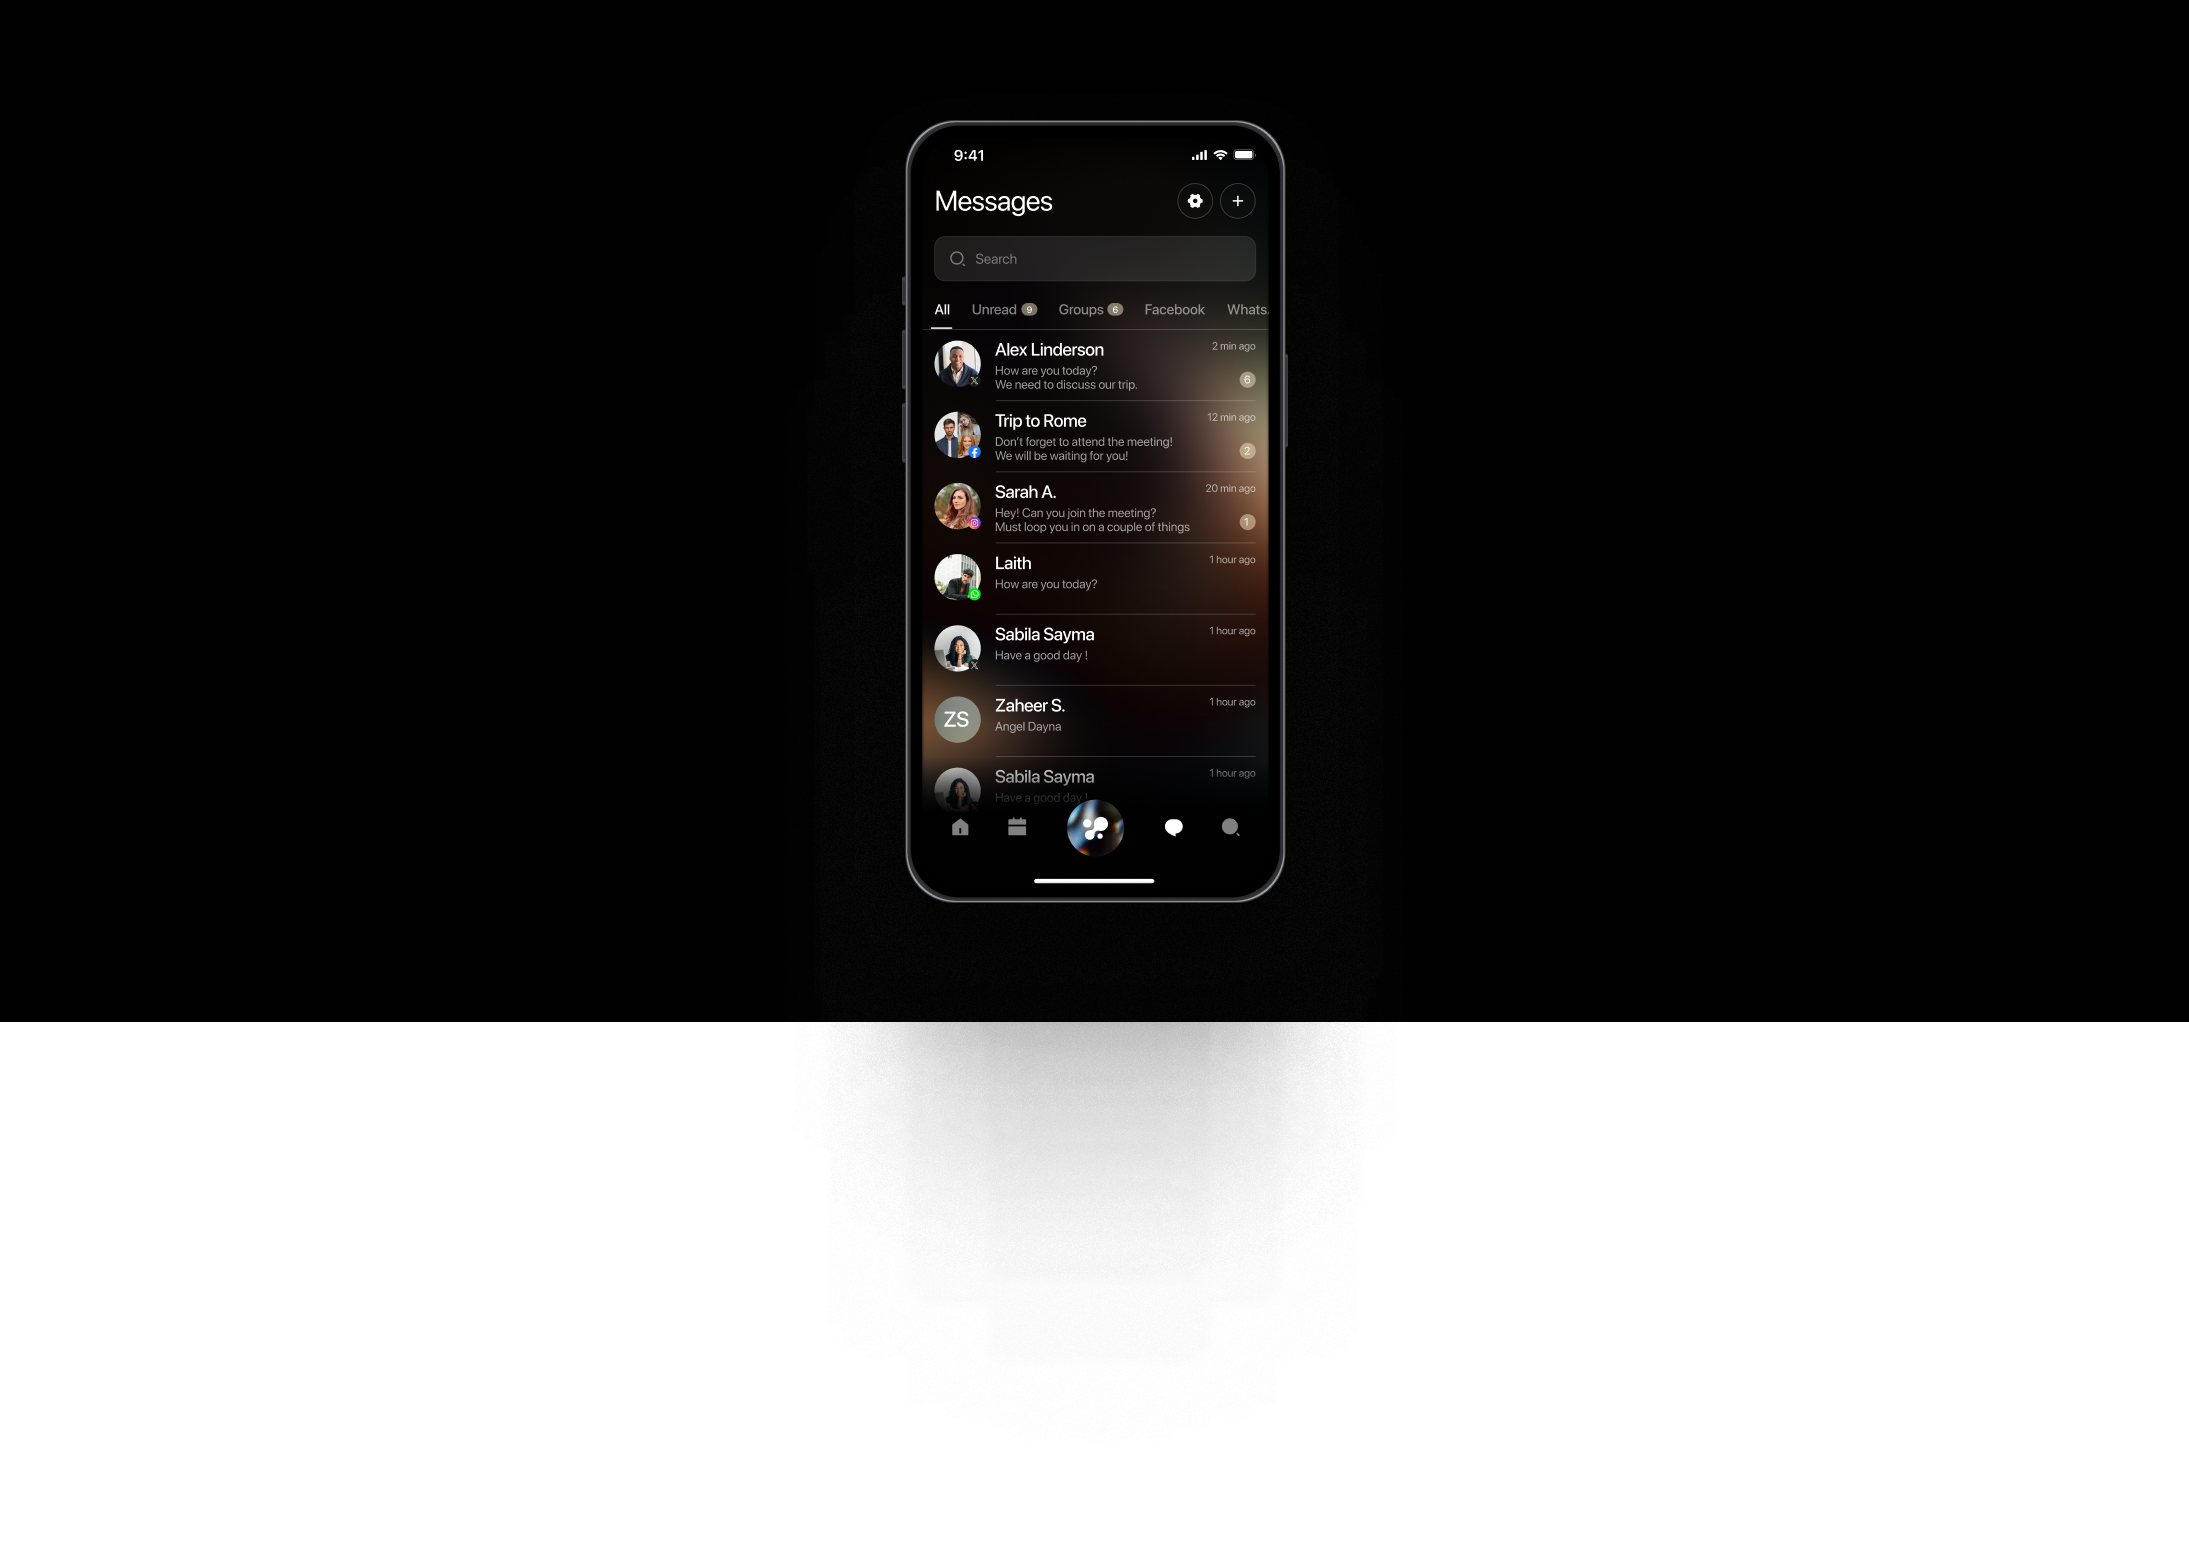 9:41
Messages
Search
All Unread 9 Groups 6 Facebook Whats
Alex Linderson 2 min ago
How are you today?
We need to discuss our trip. 6
Trip to Rome 12 min ago
Don't forget to attend the meeting!
We will be waiting for you! 2
Sarah A. 20 min ago
Hey! Can you join the meeting?
Must loop you in on a couple of things 1
Laith 1 hour ago
How are you today?
Sabila Sayma 1 hour ago
Have a good day !
ZS Zaheer S. 1 hour ago
Angel Dayna
Sabila Sayma 1 hour ago
Have a good day !